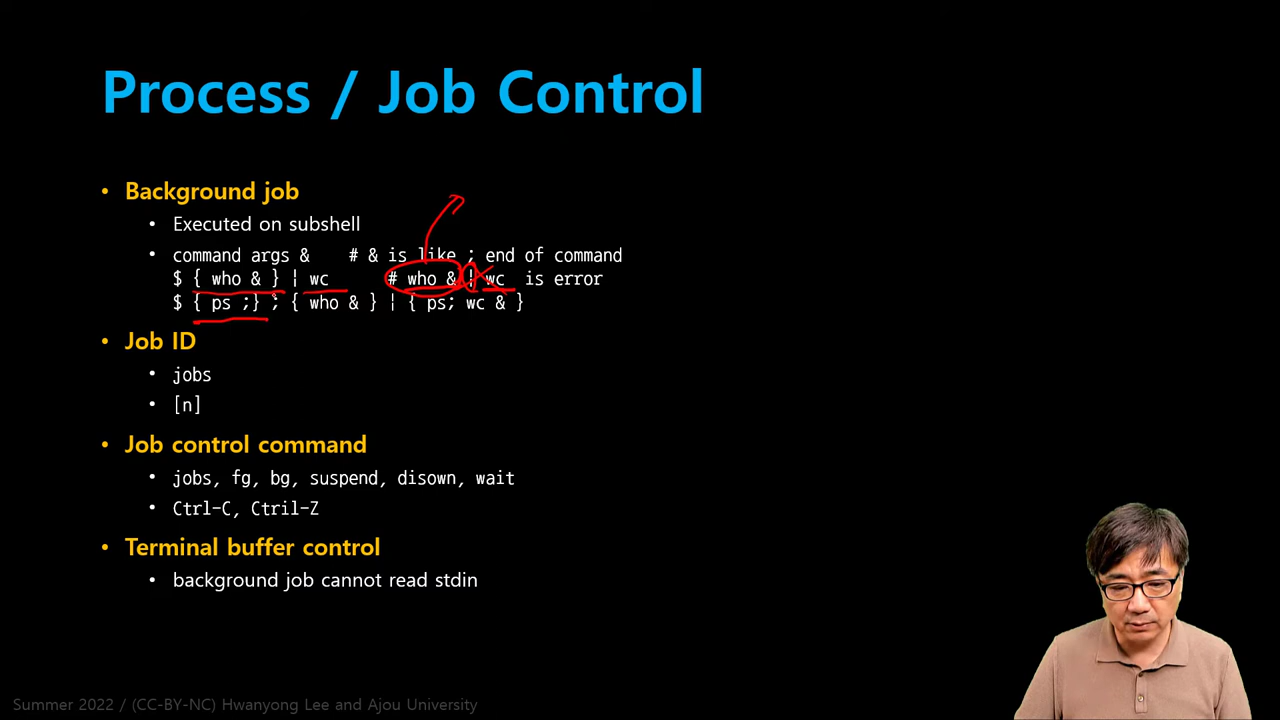 Process / Job Control
• Background job
• Executed on subshell
• command args & # & is like ; end of command
$ { who & } | wc # who & | wc is error
$ { ps ;} ; { who & } | { ps; wc & }
• Job ID
• jobs
• [n]
• Job control command
• jobs, fg, bg, suspend, disown, wait
• Ctrl-C, Ctril-Z
• Terminal buffer control
• background job cannot read stdin
Summer 2022 / (CC-BY-NC) Hwanyong Lee and Ajou University